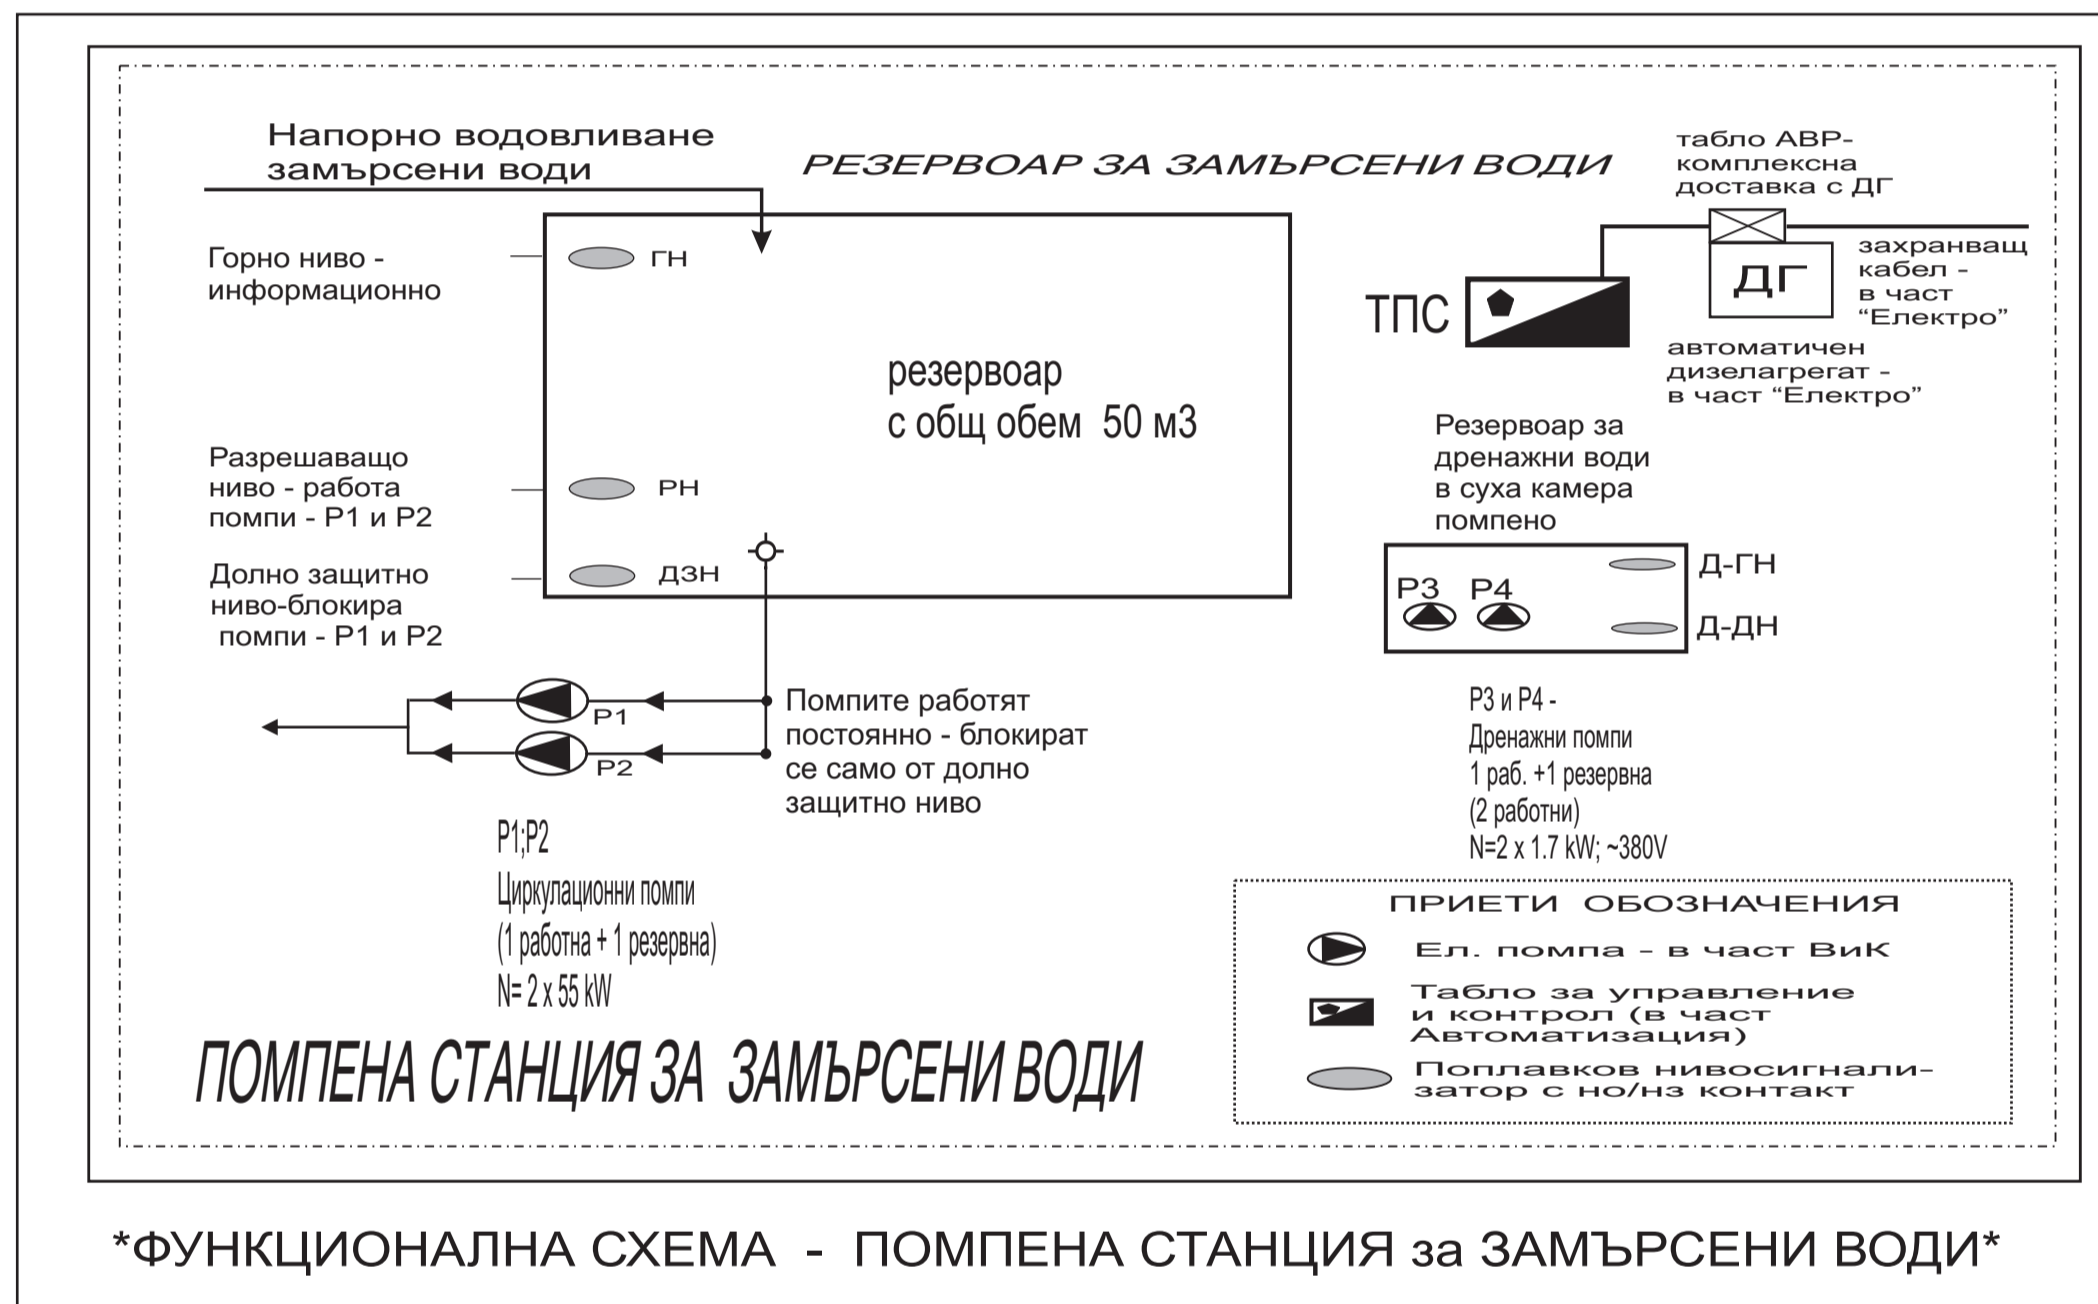 Напорно водовливане
замърсени води
РЕЗЕРВОАР ЗА ЗАМЪРСЕНИ ВОДИ
табло АВР-
комплексна
доставка с ДГ
Горно ниво -
информационно
ГН
ТПС
ДГ
захранващ
кабел -
в част
“Електро”
автоматичен
дизелагрегат -
в част “Електро”
резервоар
с общ обем 50 м3
Разрешаващо
ниво - работа
помпи - Р1 и Р2
РН
Долно защитно
ниво-блокира
помпи - Р1 и Р2
ДЗН
Резервоар за
дренажни води
в суха камера
помпено
Р3 Р4
Д-ГН
Д-ДН
Р1
Р2
Помпите работят
постоянно - блокират
се само от долно
защитно ниво
Р3 и Р4 -
Дренажни помпи
1 раб. +1 резервна
(2 работни)
N=2 x 1.7 kW; ~380V
Р1;Р2
Циркулационни помпи
(1 работна + 1 резервна)
N= 2 x 55 kW
ПРИЕТИ ОБОЗНАЧЕНИЯ
Ел. помпа - в част ВиК
Табло за управление
и контрол (в част
Автоматизация)
Поплавков нивосигнали-
затор с но/нз контакт
ПОМПЕНА СТАНЦИЯ ЗА ЗАМЪРСЕНИ ВОДИ
*ФУНКЦИОНАЛНА СХЕМА - ПОМПЕНА СТАНЦИЯ за ЗАМЪРСЕНИ ВОДИ*